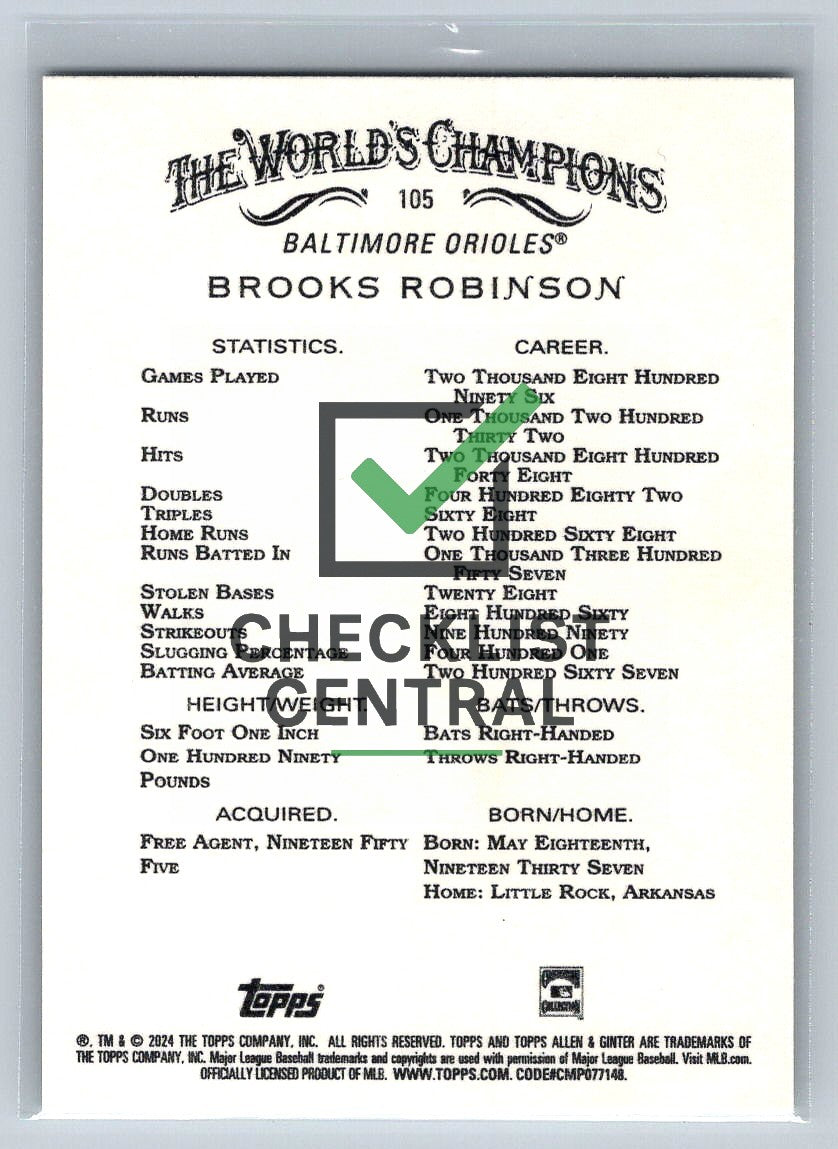 THE WORLD'S CHAMPIONS
105
BALTIMORE ORIOLES®
BROOKS ROBINSON
STATISTICS. CAREER.
GAMES PLAYED TWO THOUSAND EIGHT HUNDRED
NINETY SIX
RUNS ONE THOUSAND TWO HUNDRED
THIRTY TWO
HITS TWO THOUSAND EIGHT HUNDRED
FORTY EIGHT
DOUBLES FOUR HUNDRED EIGHTY TWO
TRIPLES SIXTY EIGHT
HOME RUNS TWO HUNDRED SIXTY EIGHT
RUNS BATTED IN ONE THOUSAND THREE HUNDRED
FIFTY SEVEN
STOLEN BASES TWENTY EIGHT
WALKS EIGHT HUNDRED SIXTY
STRIKEOUTS NINE HUNDRED NINETY
SLUGGING PERCENTAGE FOUR HUNDRED ONE
BATTING AVERAGE TWO HUNDRED SIXTY SEVEN
CHECKLIST
CENTRAL
HEIGHT/WEIGHT. BATS/THROWS.
SIX FOOT ONE INCH BATS RIGHT-HANDED
ONE HUNDRED NINETY THROWS RIGHT-HANDED
POUNDS
ACQUIRED. BORN/HOME.
FREE AGENT, NINETEEN FIFTY BORN: MAY EIGHTEENTH,
FIVE NINETEEN THIRTY SEVEN
HOME: LITTLE ROCK, ARKANSAS
topps®
COLLECTION
®, TM & © 2024 THE TOPPS COMPANY, INC. ALL RIGHTS RESERVED. TOPPS AND TOPPS ALLEN & GINTER ARE TRADEMARKS OF
THE TOPPS COMPANY, INC. Major League Baseball trademarks and copyrights are used with permission of Major League Baseball. Visit MLB.com.
OFFICIALLY LICENSED PRODUCT OF MLB. WWW.TOPPS.COM. CODE#CMP077148.